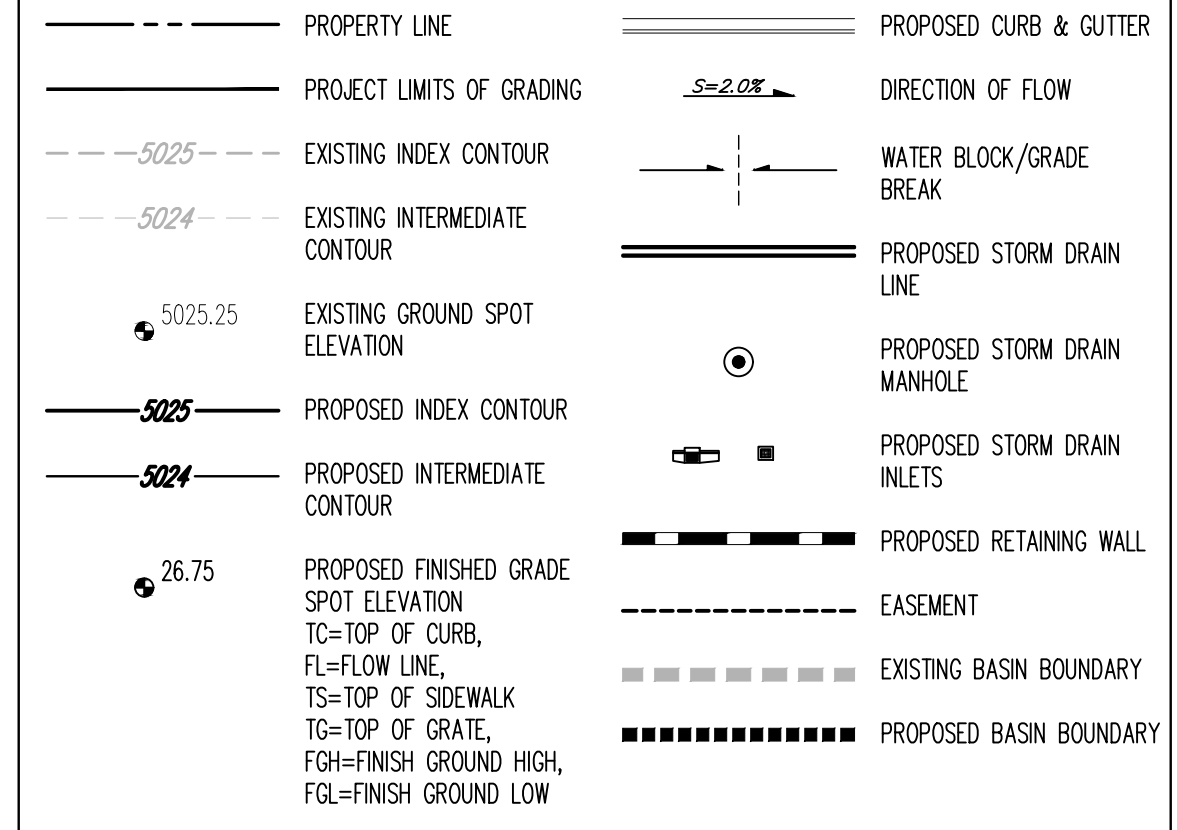 PROPERTY LINE
PROJECT LIMITS OF GRADING
5025
EXISTING INDEX CONTOUR
5024
EXISTING INTERMEDIATE
CONTOUR
5025.25
EXISTING GROUND SPOT
ELEVATION
5025
PROPOSED INDEX CONTOUR
5024
PROPOSED INTERMEDIATE
CONTOUR
26.75
PROPOSED FINISHED GRADE
SPOT ELEVATION
TC=TOP OF CURB,
FL=FLOW LINE,
TS=TOP OF SIDEWALK
TG=TOP OF GRATE,
FGH=FINISH GROUND HIGH,
FGL=FINISH GROUND LOW
PROPOSED CURB & GUTTER
S=2.0%
DIRECTION OF FLOW
WATER BLOCK/GRADE
BREAK
PROPOSED STORM DRAIN
LINE
PROPOSED STORM DRAIN
MANHOLE
PROPOSED STORM DRAIN
INLETS
PROPOSED RETAINING WALL
EASEMENT
EXISTING BASIN BOUNDARY
PROPOSED BASIN BOUNDARY